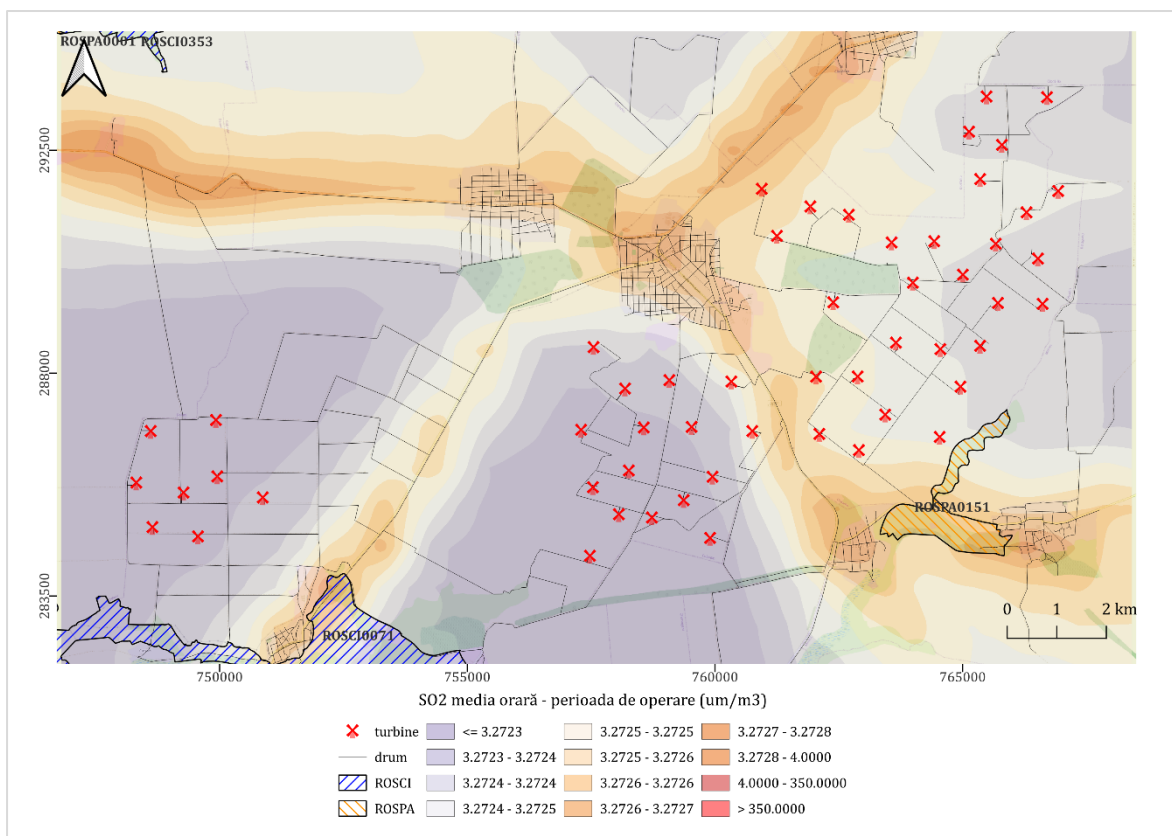 ROSPA0001 ROSCI0353
292500
288000
283500
ROSPA0151
ROSCI0071
0 1 2 km
750000 755000 760000 765000
SO2 media orară - perioada de operare (um/m3)
turbine <= 3.2723 3.2725 - 3.2725 3.2727 - 3.2728
drum 3.2723 - 3.2724 3.2725 - 3.2726 3.2728 - 4.0000
ROSCI 3.2724 - 3.2724 3.2726 - 3.2726 4.0000 - 350.0000
ROSPA 3.2724 - 3.2725 3.2726 - 3.2727 > 350.0000